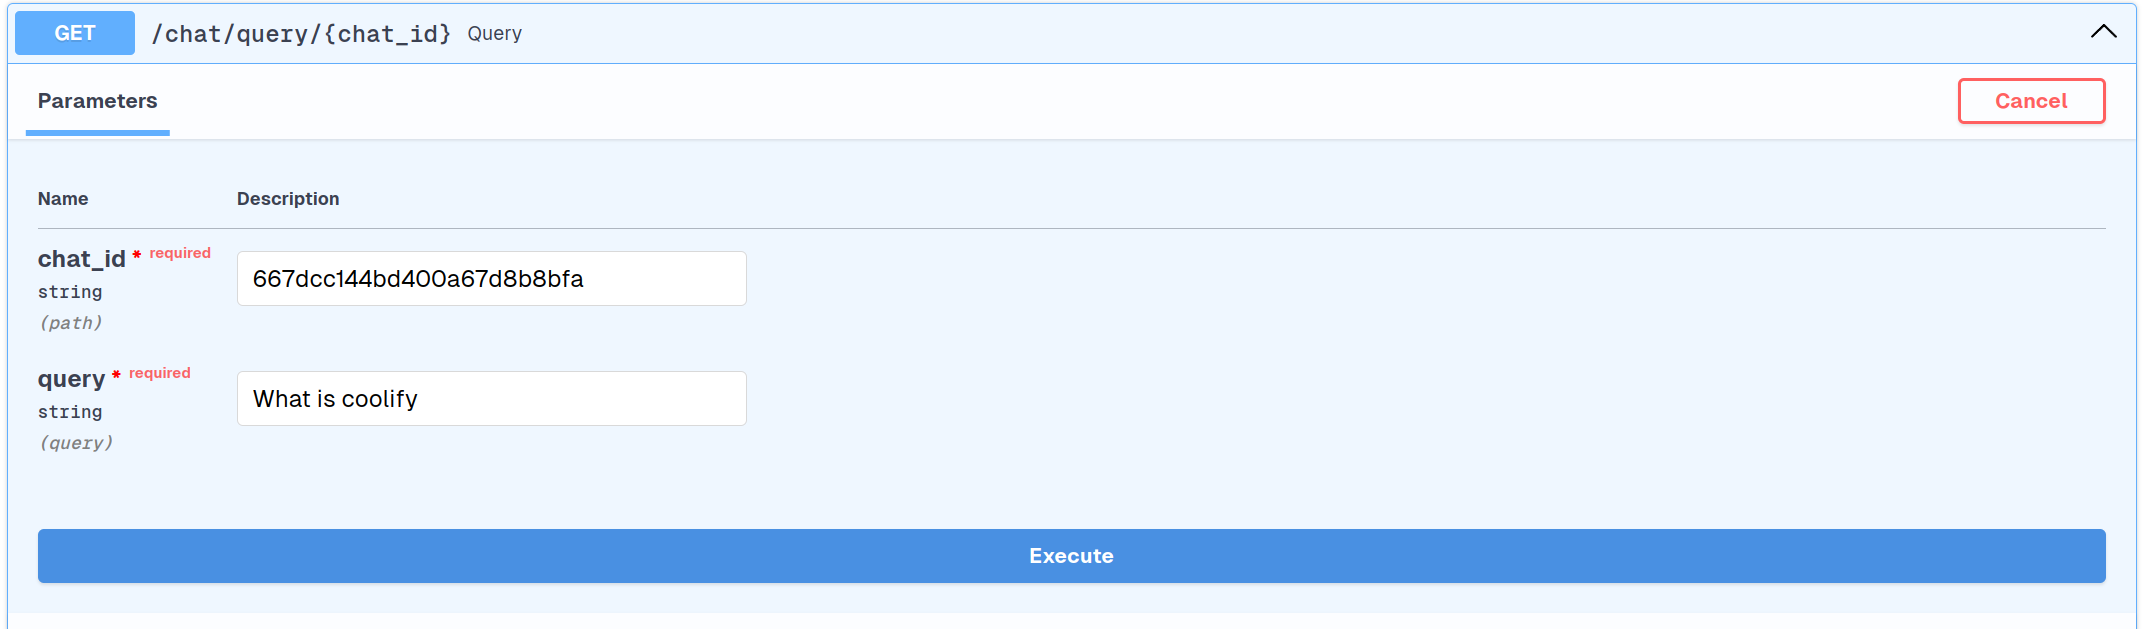 GET /chat/query/{chat_id} Query
Parameters
Cancel
Name Description
chat_id * required
string
(path)
667dcc144bd400a67d8b8bfa
query * required
string
(query)
What is coolify
Execute